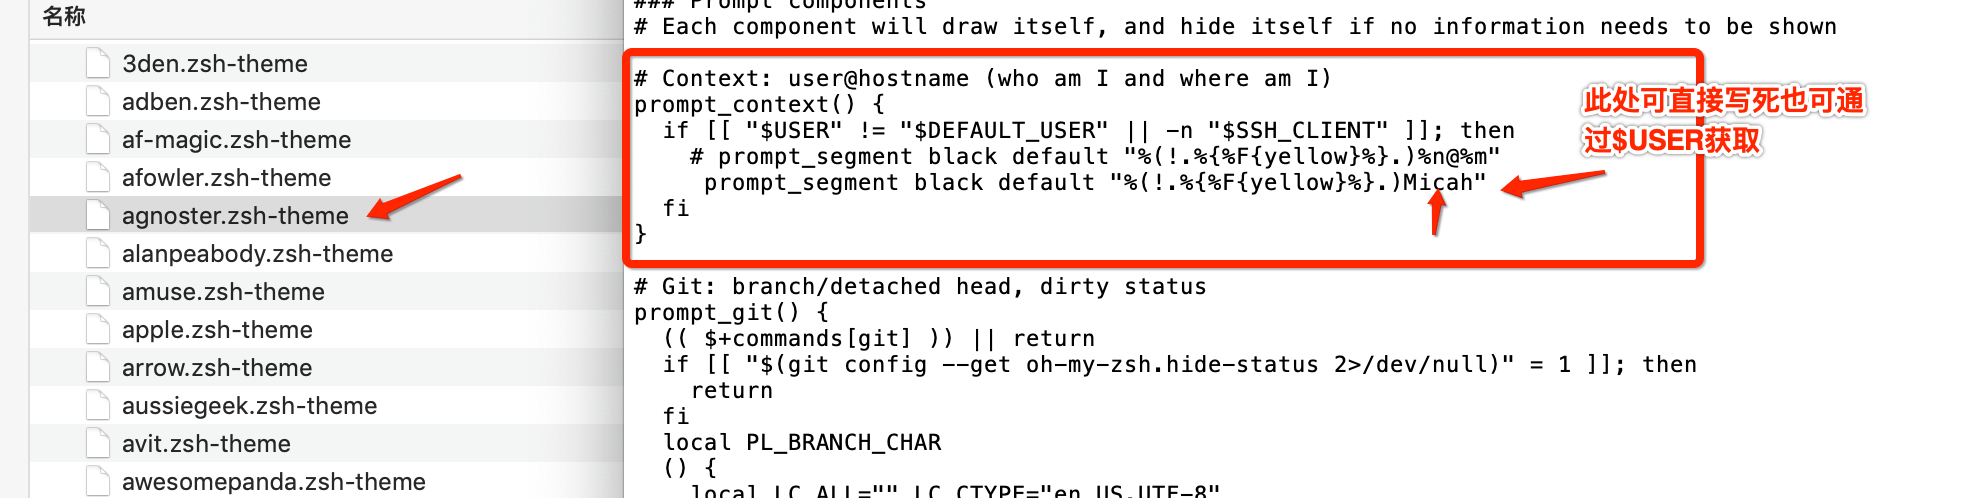 名称
3den.zsh-theme
adben.zsh-theme
af-magic.zsh-theme
afowler.zsh-theme
agnoster.zsh-theme
alanpeabody.zsh-theme
amuse.zsh-theme
apple.zsh-theme
arrow.zsh-theme
aussiegeek.zsh-theme
avit.zsh-theme
awesomepanda.zsh-theme
### Prompt components
# Each component will draw itself, and hide itself if no information needs to be shown
# Context: user@hostname (who am I and where am I)
prompt_context() {
  if [[ "$USER" != "$DEFAULT_USER" || -n "$SSH_CLIENT" ]]; then
    # prompt_segment black default "%(!.%{%F{yellow}%}.)%n@%m"
     prompt_segment black default "%(!.%{%F{yellow}%}.)Micah"
  fi
}
此处可直接写死也可通
过$USER获取
# Git: branch/detached head, dirty status
prompt_git() {
  (( $+commands[git] )) || return
  if [[ "$(git config --get oh-my-zsh.hide-status 2>/dev/null)" = 1 ]]; then
    return
  fi
  local PL_BRANCH_CHAR
  () {
    local LC_ALL="" LC_CTYPE="en_US.UTF-8"